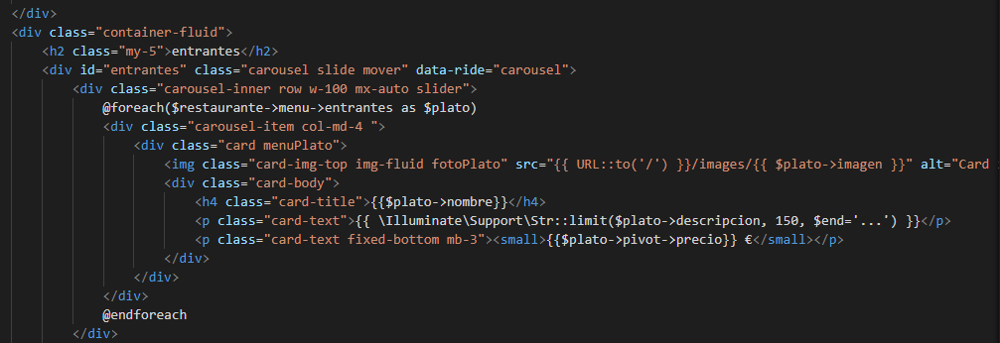 </div>
<div class="container-fluid">
<h2 class="my-5">entrantes</h2>
<div id="entrantes" class="carousel slide mover" data-ride="carousel">
<div class="carousel-inner row w-100 mx-auto slider">
@foreach($restaurante->menu->entrantes as $plato)
<div class="carousel-item col-md-4 ">
<div class="card menuPlato">
<img class="card-img-top img-fluid fotoPlato" src="{{ URL::to('/') }}/images/{{ $plato->imagen }}" alt="Card
<div class="card-body">
<h4 class="card-title">{{$plato->nombre}}</h4>
<p class="card-text">{{ \Illuminate\Support\Str::limit($plato->descripcion, 150, $end='...') }}</p>
<p class="card-text fixed-bottom mb-3"><small>{{$plato->pivot->precio}} €</small></p>
</div>
</div>
</div>
@endforeach
</div>